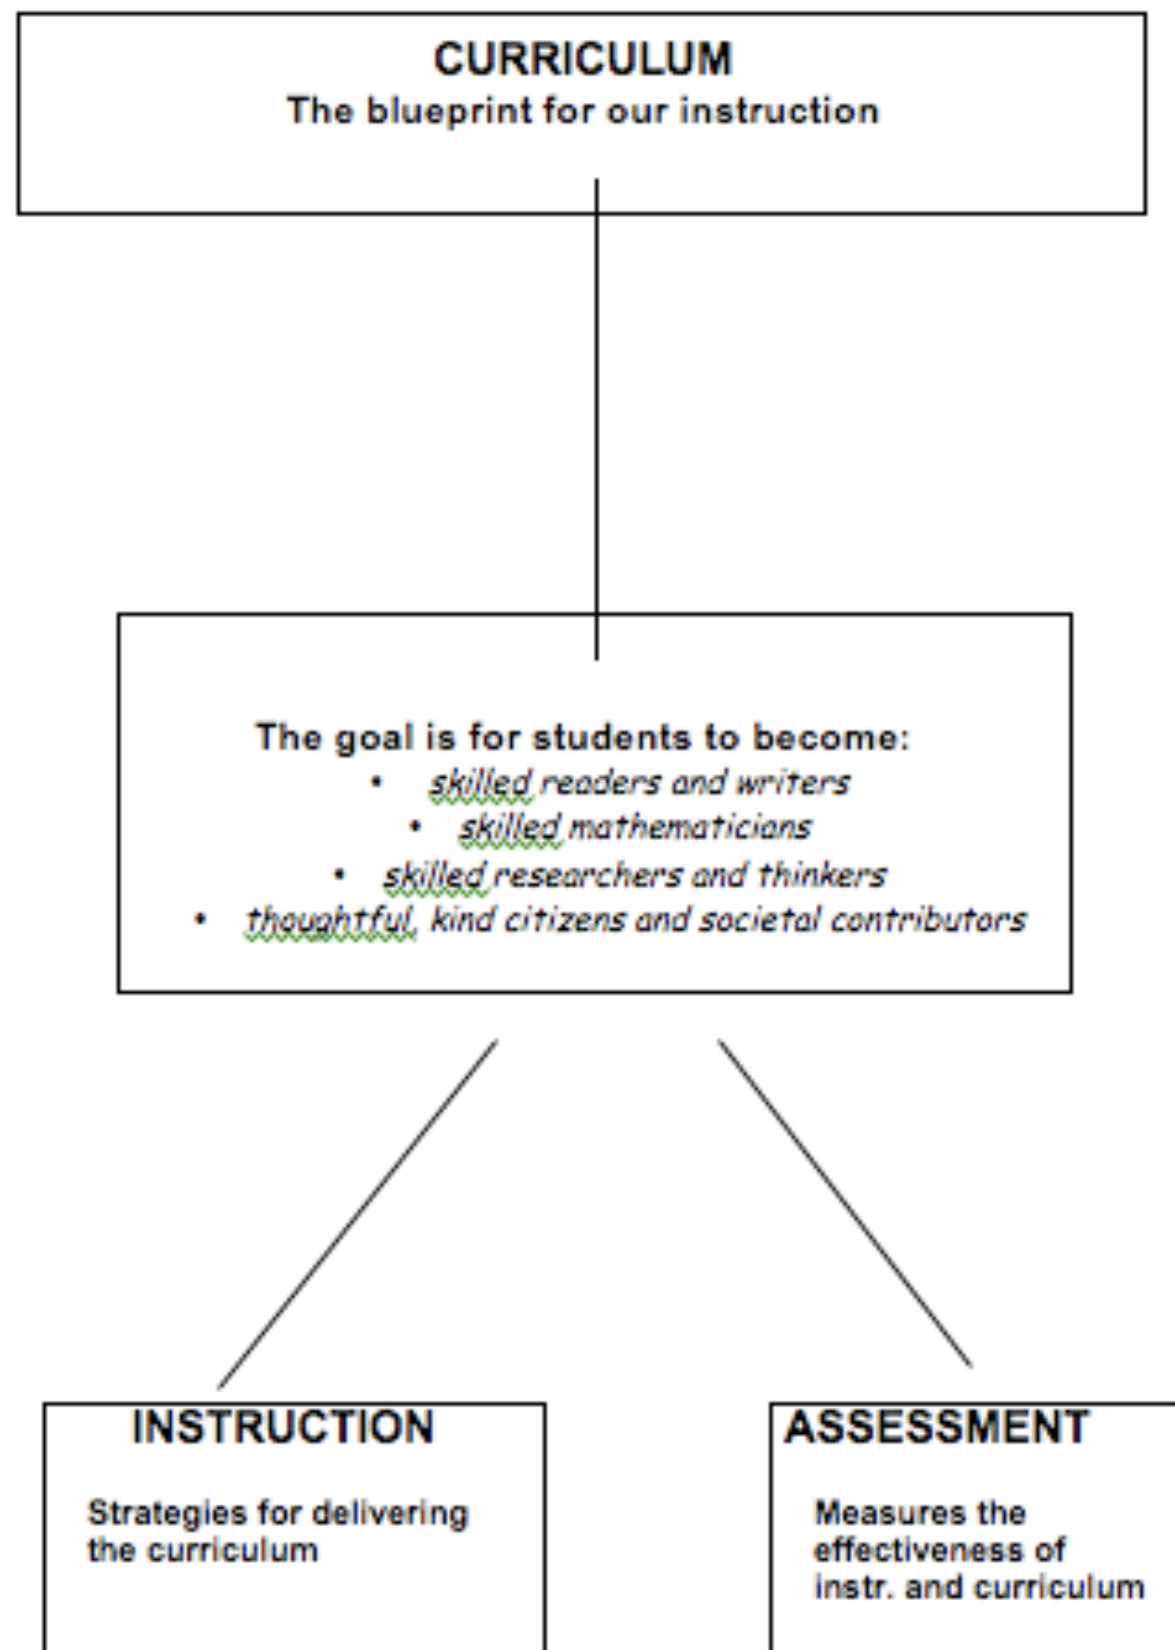 CURRICULUM
The blueprint for our instruction
The goal is for students to become:
• skilled readers and writers
• skilled mathematicians
• skilled researchers and thinkers
• thoughtful, kind citizens and societal contributors
INSTRUCTION
Strategies for delivering
the curriculum
ASSESSMENT
Measures the
effectiveness of
instr. and curriculum